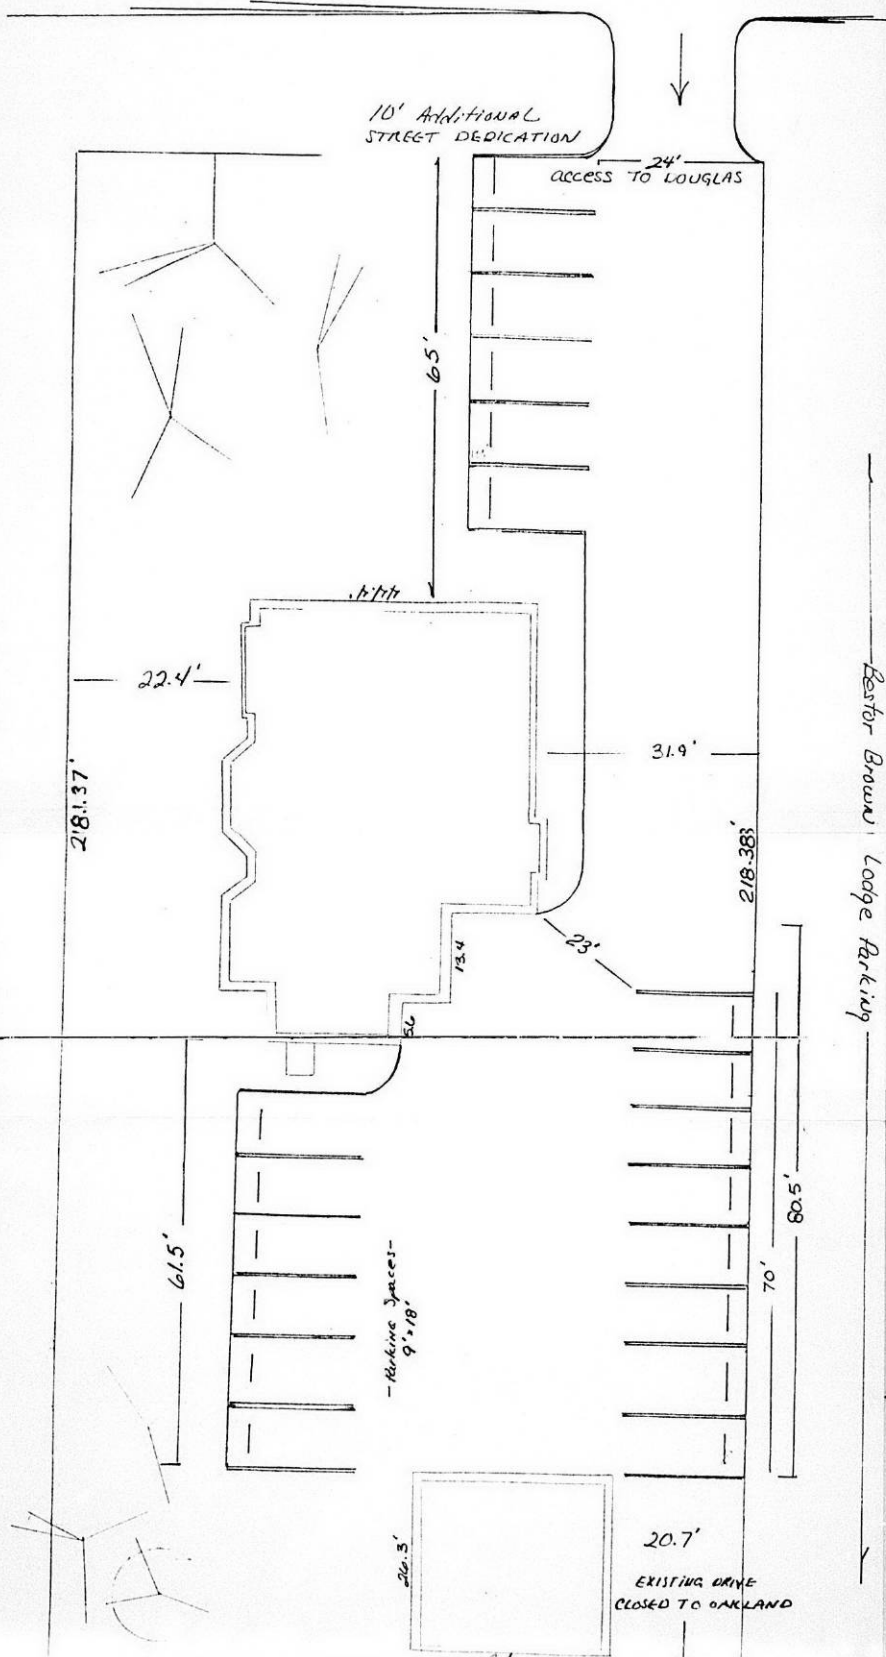 10' Additional
STREET DEDICATION
24'
access to Douglas
65'
22.4'
31.9'
218.37'
218.383'
Bestor Brown Lodge Parking
23'
13.4
5.6
61.5'
-Parking Spaces-
9'x18'
80.5'
70'
26.3'
20.7'
EXISTING DRIVE
CLOSED TO OAKLAND